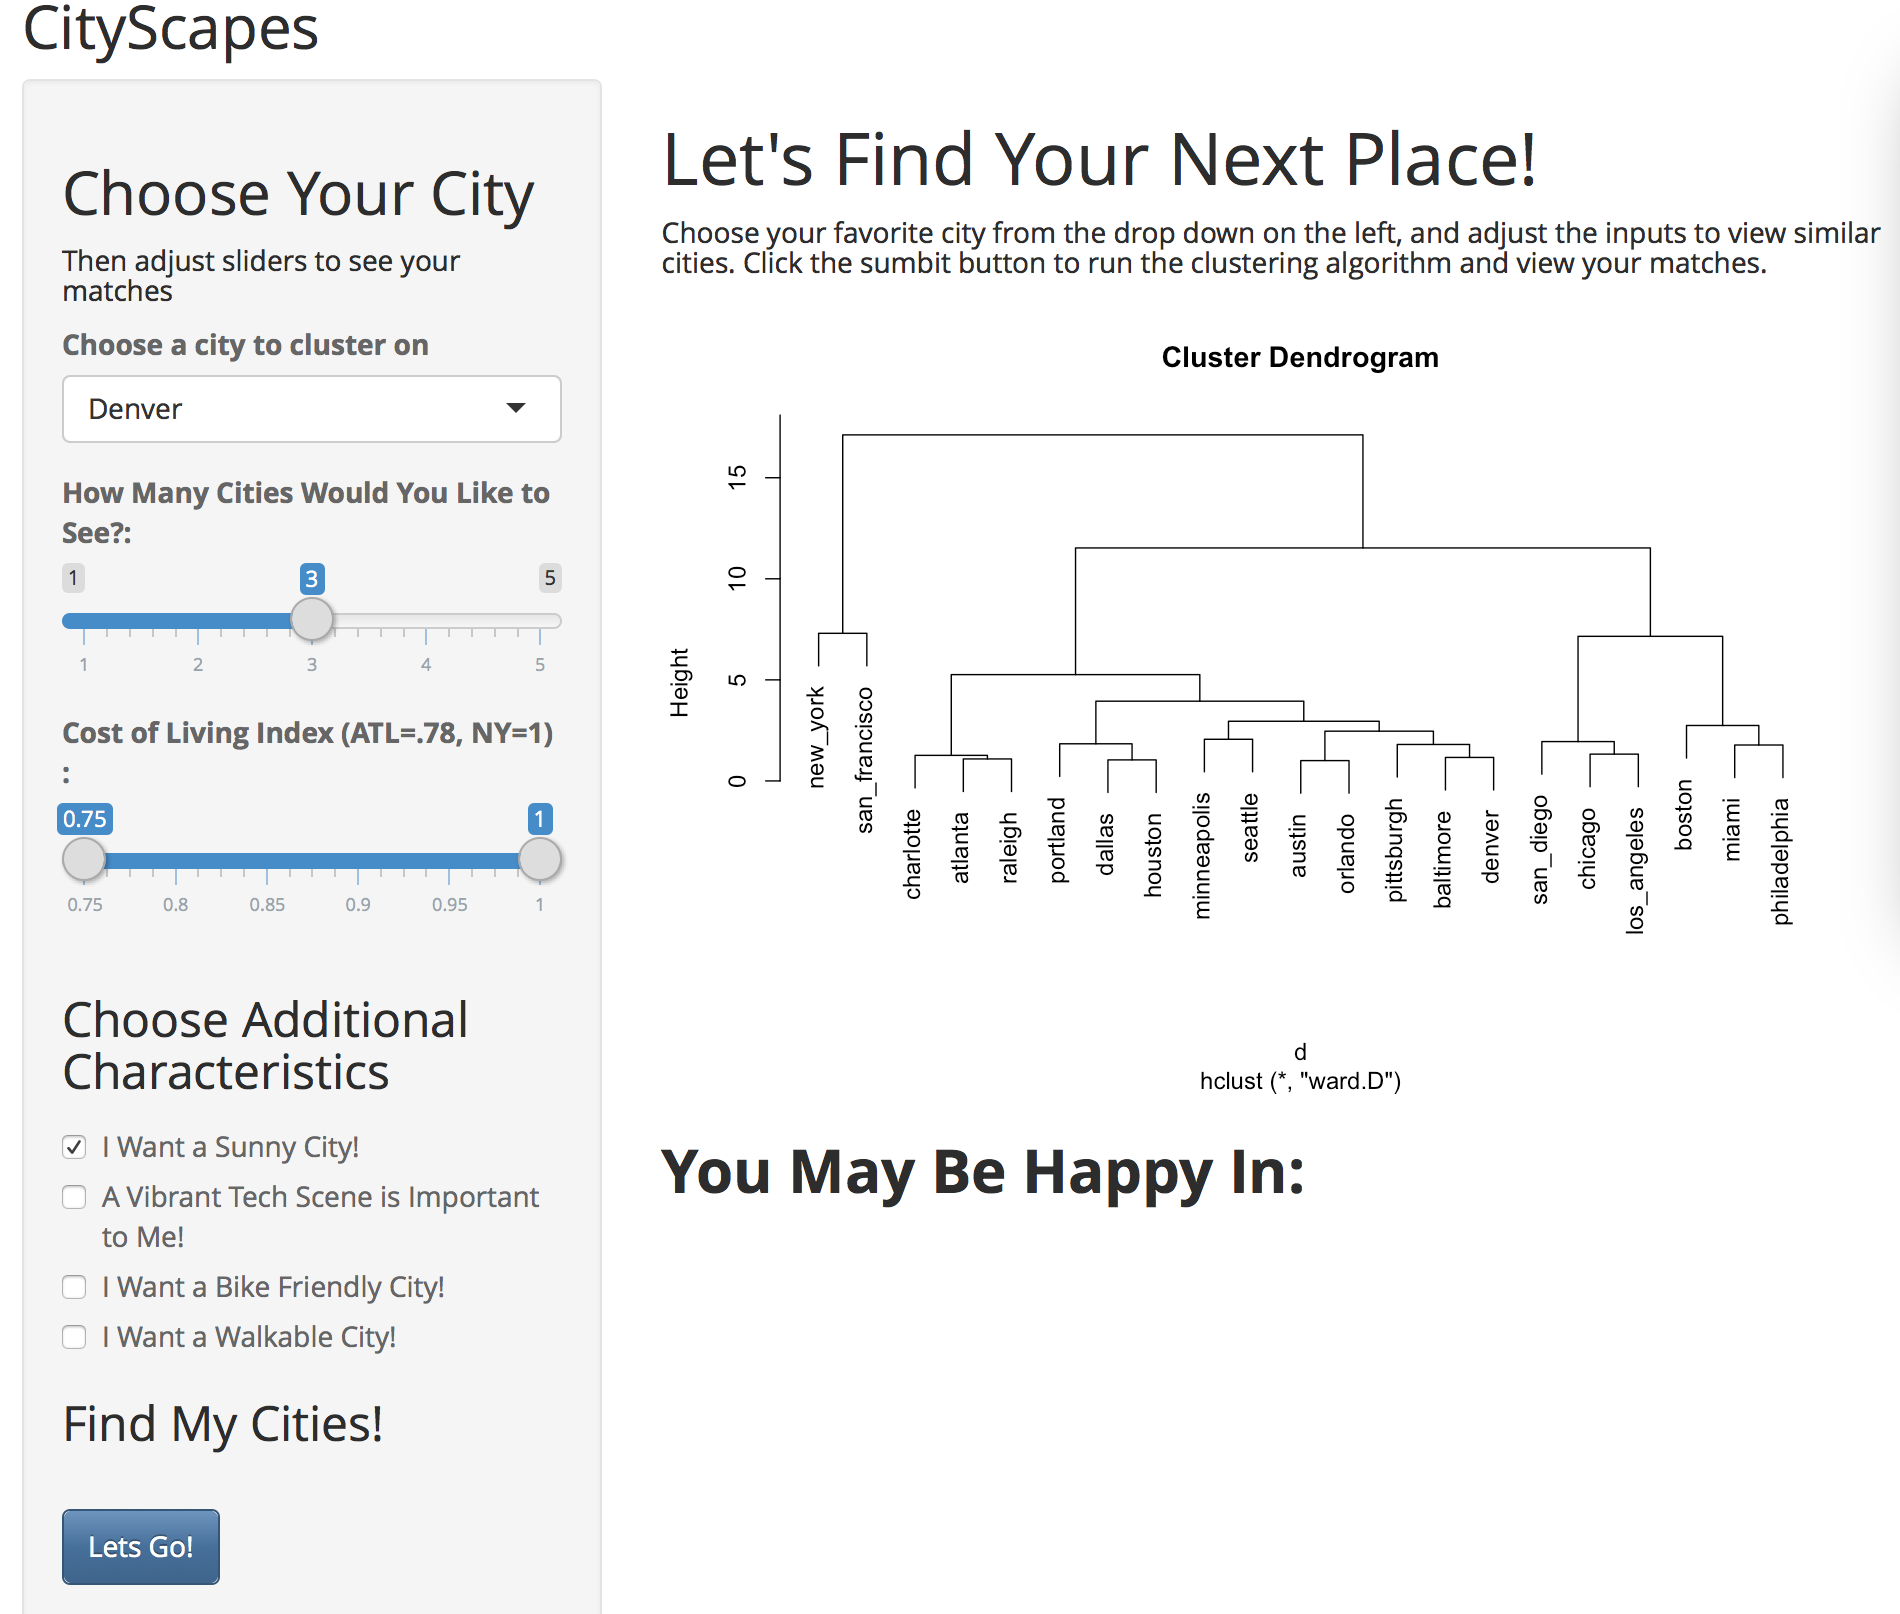 CityScapes
Choose Your City
Then adjust sliders to see your
matches
Choose a city to cluster on
Denver
How Many Cities Would You Like to
See?:
1 3 5
1 2 3 4 5
Cost of Living Index (ATL=.78, NY=1)
:
0.75 1
0.75 0.8 0.85 0.9 0.95 1
Choose Additional
Characteristics
I Want a Sunny City!
A Vibrant Tech Scene is Important
to Me!
I Want a Bike Friendly City!
I Want a Walkable City!
Find My Cities!
Lets Go!
Let's Find Your Next Place!
Choose your favorite city from the drop down on the left, and adjust the inputs to view similar
cities. Click the sumbit button to run the clustering algorithm and view your matches.
Cluster Dendrogram
Height
15
10
5
0
new_york
san_francisco
charlotte
atlanta
raleigh
portland
dallas
houston
minneapolis
seattle
austin
orlando
pittsburgh
baltimore
denver
san_diego
chicago
los_angeles
boston
miami
philadelphia
d
hclust (*, "ward.D")
You May Be Happy In: